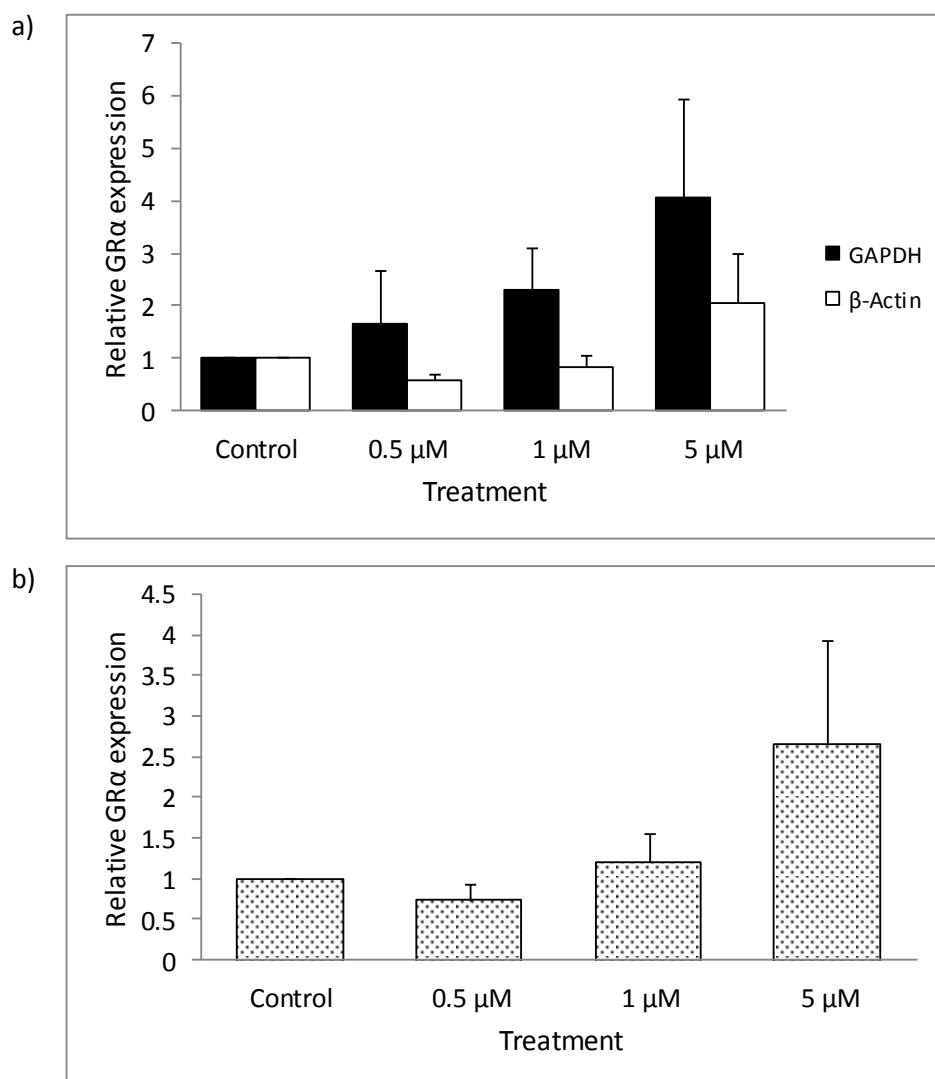 a)
7
6
5
4
3
2
1
0
Relative GRα expression
Control 0.5 µM 1 µM 5 µM
Treatment
GAPDH
β-Actin
b)
4.5
4
3.5
3
2.5
2
1.5
1
0.5
0
Relative GRα expression
Control 0.5 µM 1 µM 5 µM
Treatment